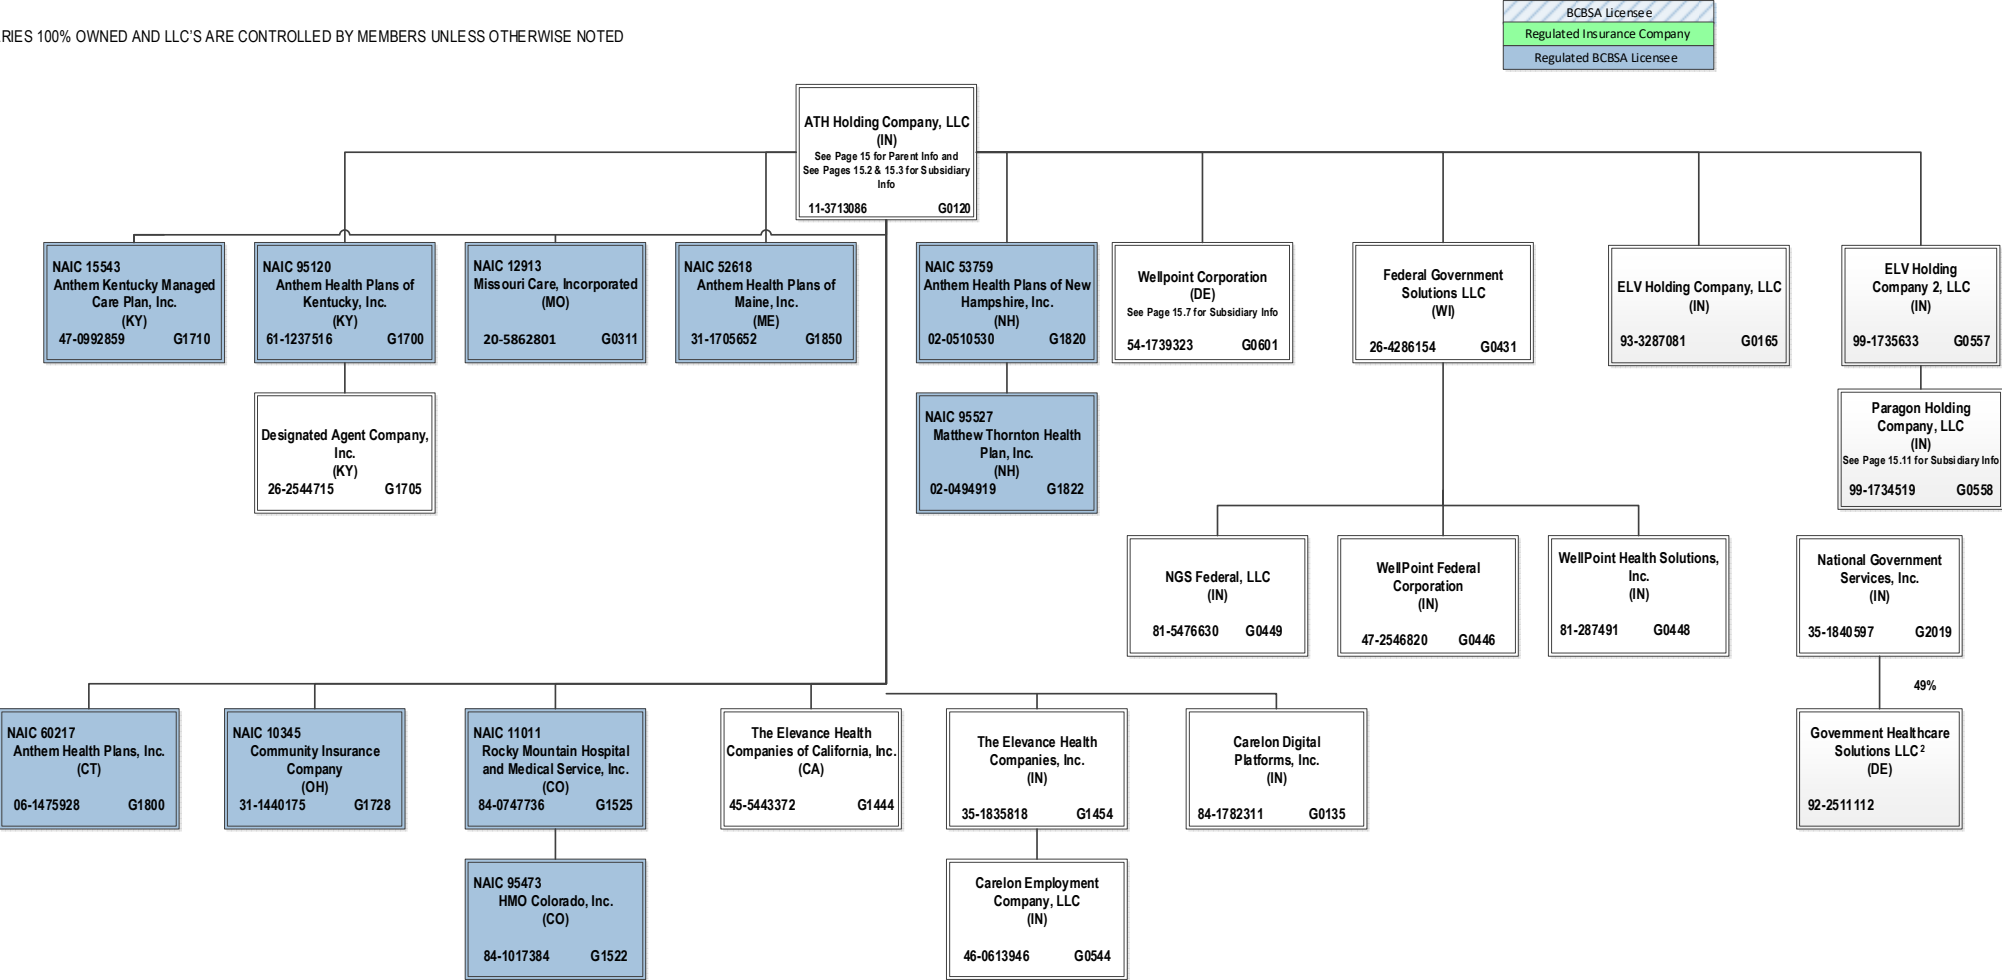 BCBSA Licensee
Regulated Insurance Company
Regulated BCBSA Licensee
RIES 100% OWNED AND LLC'S ARE CONTROLLED BY MEMBERS UNLESS OTHERWISE NOTED
ATH Holding Company, LLC
(IN)
See Page 15 for Parent Info and
See Pages 15.2 & 15.3 for Subsidiary
Info
11-3713086 G0120
NAIC 15543
Anthem Kentucky Managed
Care Plan, Inc.
(KY)
47-0992859 G1710
NAIC 95120
Anthem Health Plans of
Kentucky, Inc.
(KY)
61-1237516 G1700
NAIC 12913
Missouri Care, Incorporated
(MO)
20-5862801 G0311
NAIC 52618
Anthem Health Plans of
Maine, Inc.
(ME)
31-1705652 G1850
NAIC 53759
Anthem Health Plans of New
Hampshire, Inc.
(NH)
02-0510530 G1820
Wellpoint Corporation
(DE)
See Page 15.7 for Subsidiary Info
54-1739323 G0601
Federal Government
Solutions LLC
(WI)
26-4286154 G0431
ELV Holding Company, LLC
(IN)
93-3287081 G0165
ELV Holding
Company 2, LLC
(IN)
99-1735633 G0557
Designated Agent Company,
Inc.
(KY)
26-2544715 G1705
NAIC 95527
Matthew Thornton Health
Plan, Inc.
(NH)
02-0494919 G1822
Paragon Holding
Company, LLC
(IN)
See Page 15.11 for Subsidiary Info
99-1734519 G0558
NGS Federal, LLC
(IN)
81-5476630 G0449
WellPoint Federal
Corporation
(IN)
47-2546820 G0446
WellPoint Health Solutions,
Inc.
(IN)
81-287491 G0448
National Government
Services, Inc.
(IN)
35-1840597 G2019
49%
NAIC 60217
Anthem Health Plans, Inc.
(CT)
06-1475928 G1800
NAIC 10345
Community Insurance
Company
(OH)
31-1440175 G1728
NAIC 11011
Rocky Mountain Hospital
and Medical Service, Inc.
(CO)
84-0747736 G1525
The Elevance Health
Companies of California, Inc.
(CA)
45-5443372 G1444
The Elevance Health
Companies, Inc.
(IN)
35-1835818 G1454
Carelon Digital
Platforms, Inc.
(IN)
84-1782311 G0135
Government Healthcare
Solutions LLC ²
(DE)
92-2511112
NAIC 95473
HMO Colorado, Inc.
(CO)
84-1017384 G1522
Carelon Employment
Company, LLC
(IN)
46-0613946 G0544